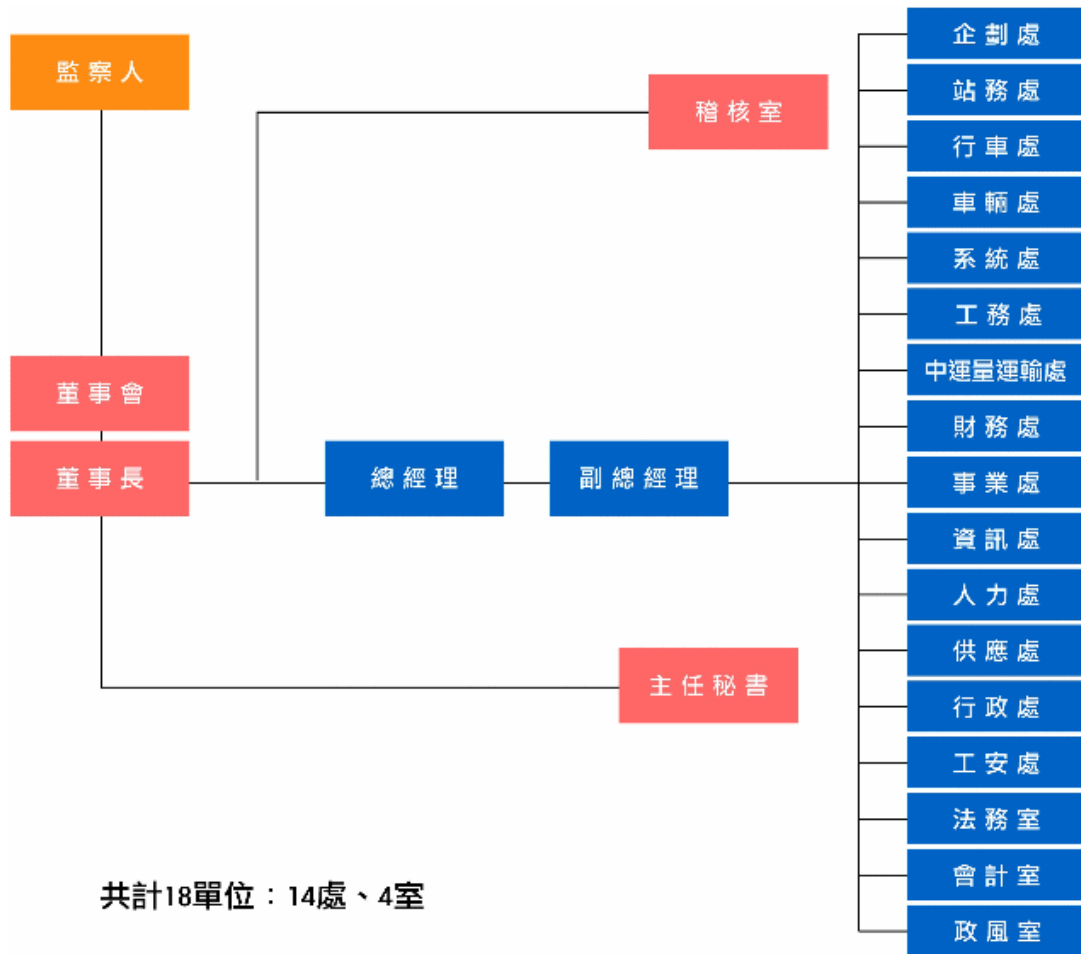 監察人
稽核室
董事會
董事長
總經理
副總經理
主任秘書
企劃處
站務處
行車處
車輛處
系統處
工務處
中運量運輸處
財務處
事業處
資訊處
人力處
供應處
行政處
工安處
法務室
會計室
政風室
共計18單位：14處、4室